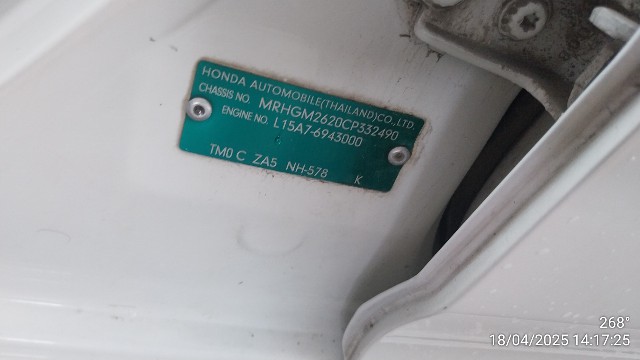 HONDA AUTOMOBILE(THAILAND)CO.,LTD.
CHASSIS NO. MRHGM2620CP332490
ENGINE NO L15A7-6943000
TM0 C ZA5 NH-578 K
268°
18/04/2025 14:17:25